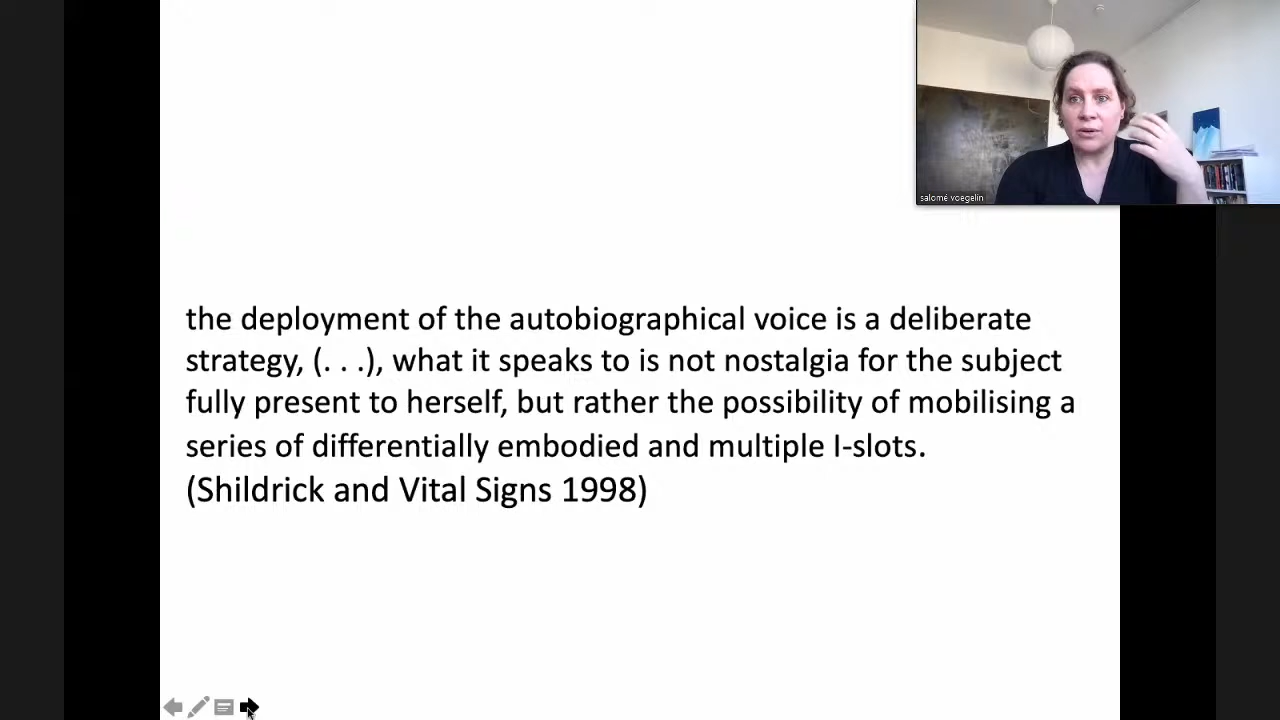 salomé voegelin
the deployment of the autobiographical voice is a deliberate
strategy, (. . .), what it speaks to is not nostalgia for the subject
fully present to herself, but rather the possibility of mobilising a
series of differentially embodied and multiple I-slots.
(Shildrick and Vital Signs 1998)